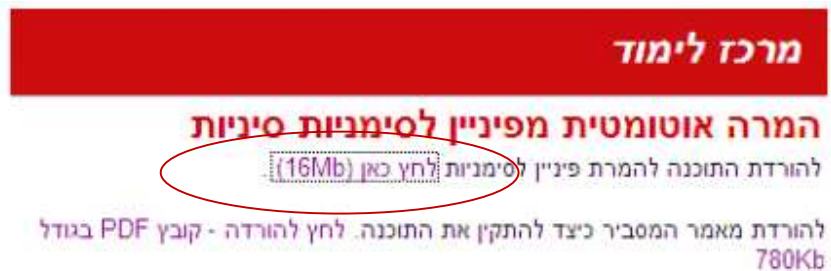 מרכז לימוד
המרה אוטומטית מפיניין לסימניות סיניות
להורדת התוכנה להמרת פיניין לסימניות לחץ כאן (16Mb) .
להורדת מאמר המסביר כיצד להתקין את התוכנה. לחץ להורדה - קובץ PDF בגודל
780Kb